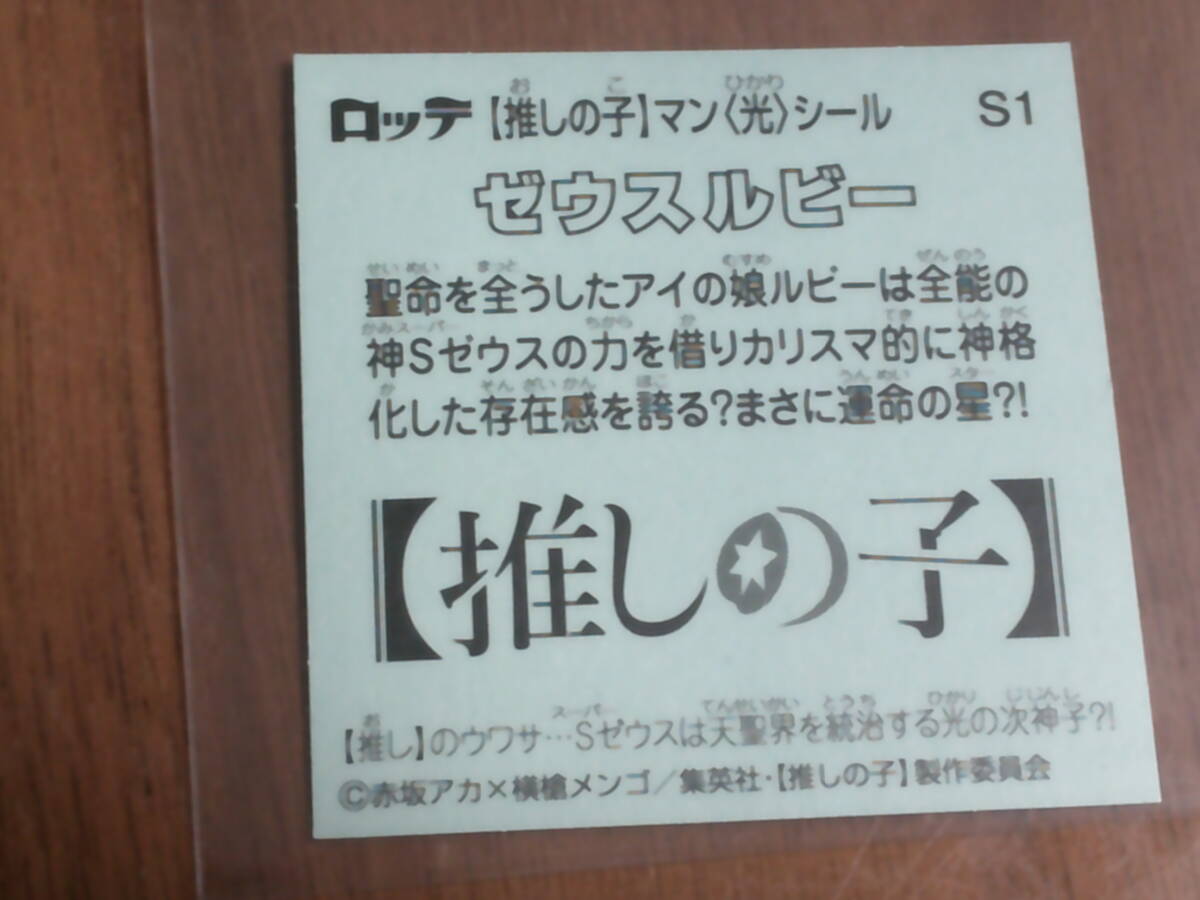 ロッテ 【推しの子】マン〈光〉シール S1
ゼウスルビー
聖命を全うしたアイの娘ルビーは全能の
神Sゼウスの力を借りカリスマ的に神格
化した存在感を誇る?まさに運命の星?!
【推しの子】
【推し】のウワサ…Sゼウスは天聖界を統治する光の次神子?!
©赤坂アカ×横槍メンゴ/集英社・【推しの子】製作委員会